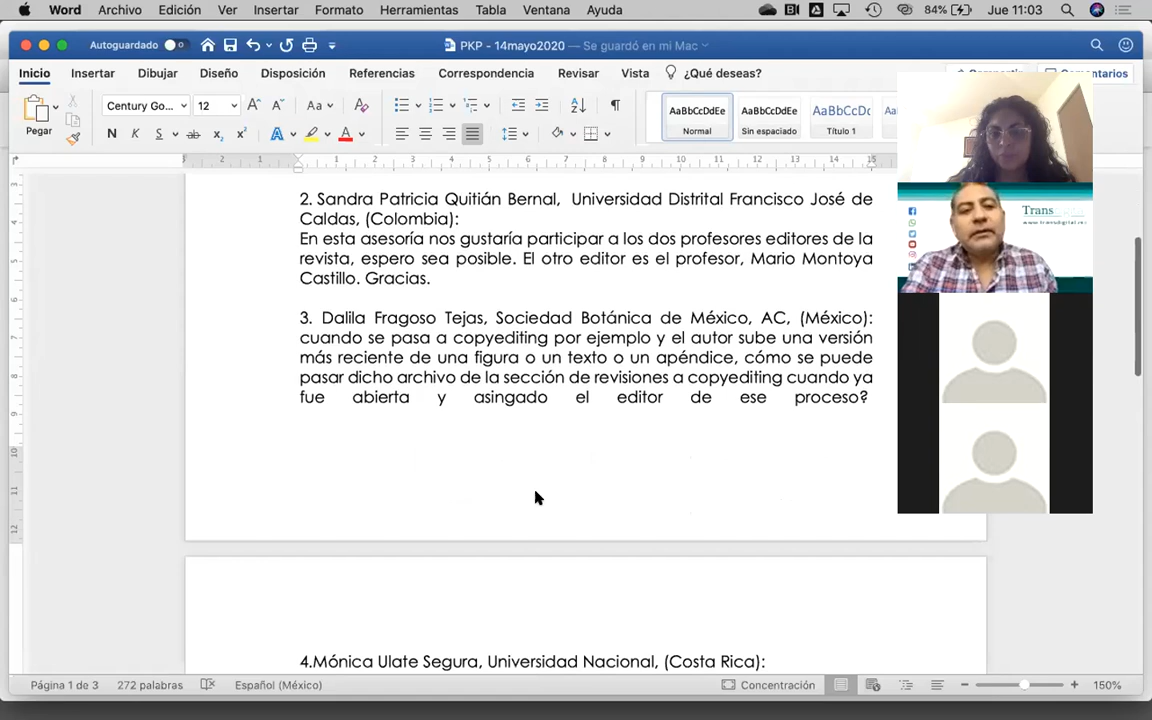 Word Archivo Edición Ver Insertar Formato Herramientas Tabla Ventana Ayuda 84% Jue 11:03
Autoguardado PKP - 14mayo2020 — Se guardó en mi Mac
Inicio Insertar Dibujar Diseño Disposición Referencias Correspondencia Revisar Vista ¿Qué deseas? Comentarios
Pegar
Century Go... 12
AaBbCcDdEe AaBbCcDdEe AaBbCcDc
Normal Sin espaciado Título 1
2. Sandra Patricia Quitián Bernal, Universidad Distrital Francisco José de
Caldas, (Colombia):
En esta asesoría nos gustaría participar a los dos profesores editores de la
revista, espero sea posible. El otro editor es el profesor, Mario Montoya
Castillo. Gracias.
3. Dalila Fragoso Tejas, Sociedad Botánica de México, AC, (México):
cuando se pasa a copyediting por ejemplo y el autor sube una versión
más reciente de una figura o un texto o un apéndice, cómo se puede
pasar dicho archivo de la sección de revisiones a copyediting cuando ya
fue abierta y asingado el editor de ese proceso?
4.Mónica Ulate Segura, Universidad Nacional, (Costa Rica):
Trans
Página 1 de 3 272 palabras Español (México) Concentración 150%